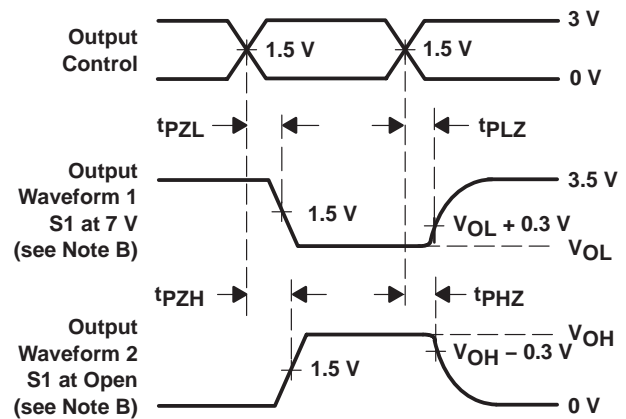 3 V
Output
Control
1.5 V
1.5 V
0 V
tPZL
tPLZ
Output
Waveform 1
S1 at 7 V
(see Note B)
3.5 V
1.5 V
VOL + 0.3 V
VOL
tPZH
tPHZ
Output
Waveform 2
S1 at Open
(see Note B)
VOH
1.5 V
VOH – 0.3 V
0 V